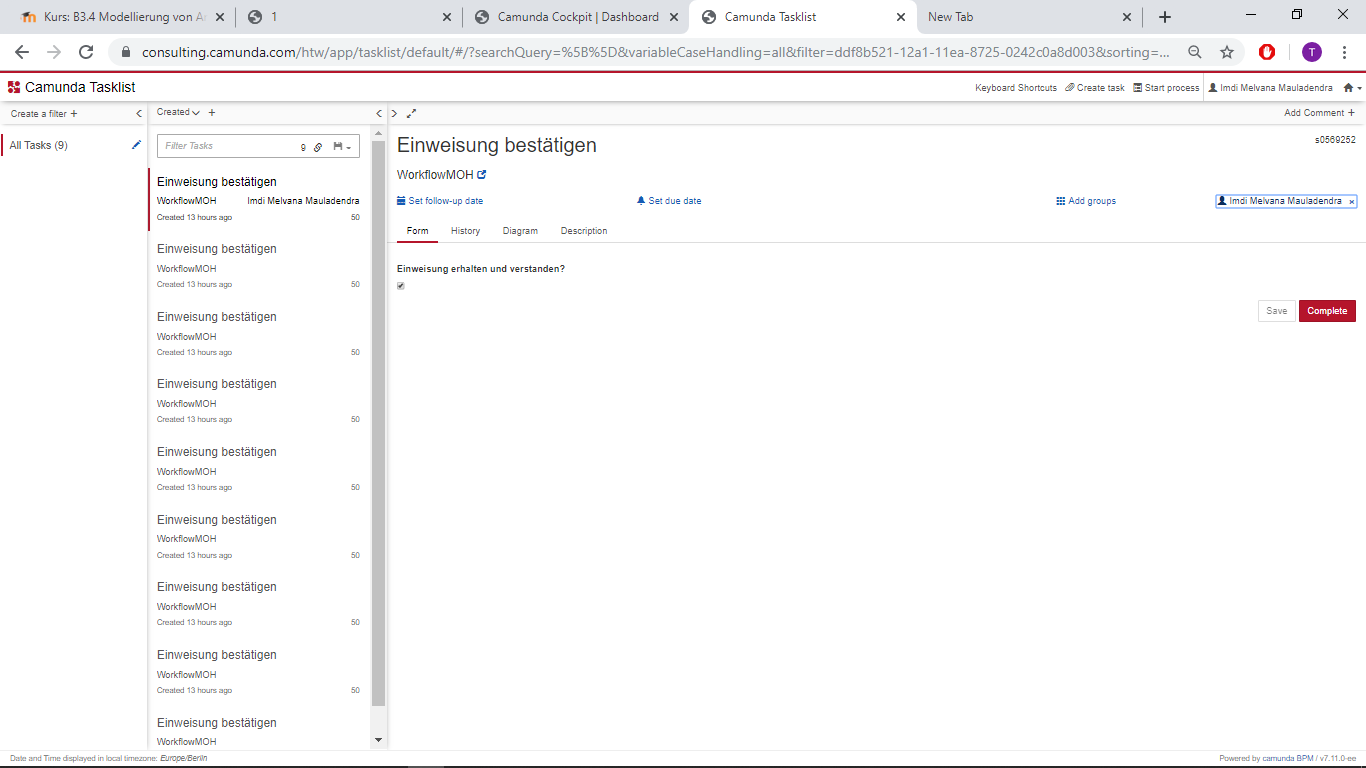 Kurs: B3.4 Modellierung von A
1
Camunda Cockpit | Dashboard
Camunda Tasklist
New Tab
consulting.camunda.com/htw/app/tasklist/default/#/?searchQuery=%5B%5D&variableCaseHandling=all&filter=ddf8b521-12a1-11ea-8725-0242c0a8d003&sorting=...
T
Camunda Tasklist
Keyboard Shortcuts Create task Start process Imdi Melvana Mauladendra
Create a filter +
Created +
Add Comment +
All Tasks (9)
Filter Tasks 9
Einweisung bestätigen
WorkflowMOH Imdi Melvana Mauladendra
Created 13 hours ago 50
Einweisung bestätigen
WorkflowMOH
Created 13 hours ago 50
Einweisung bestätigen
WorkflowMOH
Created 13 hours ago 50
Einweisung bestätigen
WorkflowMOH
Created 13 hours ago 50
Einweisung bestätigen
WorkflowMOH
Created 13 hours ago 50
Einweisung bestätigen
WorkflowMOH
Created 13 hours ago 50
Einweisung bestätigen
WorkflowMOH
Created 13 hours ago 50
Einweisung bestätigen
WorkflowMOH
Created 13 hours ago 50
Einweisung bestätigen
WorkflowMOH
Einweisung bestätigen
s0569252
WorkflowMOH
Set follow-up date Set due date Add groups Imdi Melvana Mauladendra ×
Form History Diagram Description
Einweisung erhalten und verstanden?
Save Complete
Date and Time displayed in local timezone: Europe/Berlin
Powered by camunda BPM / v7.11.0-ee